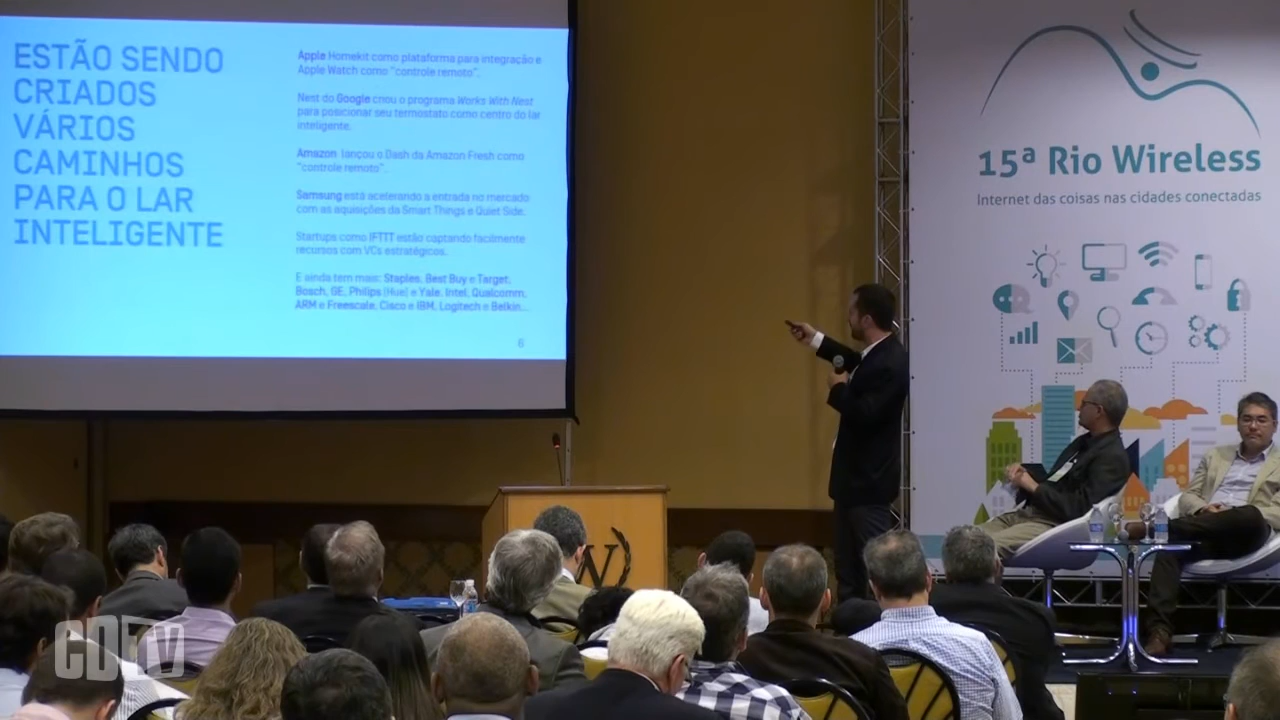 ESTÃO SENDO
CRIADOS
VÁRIOS
CAMINHOS
PARA O LAR
INTELIGENTE
Apple Homekit como plataforma para integração e
Apple Watch como "controle remoto".
Nest do Google criou o programa Works With Nest
para posicionar seu termostato como centro do lar
inteligente.
Amazon lançou o Dash da Amazon Fresh como
"controle remoto".
Samsung está acelerando a entrada no mercado
com as aquisições da Smart Things e Quiet Side.
Startups como IFTTT estão captando facilmente
recursos com VCs estratégicos.
E ainda tem mais: Staples, Best Buy e Target;
Bosch, GE, Philips (Hue) e Yale, Intel, Qualcomm,
ARM e Freescale, Cisco e IBM, Logitech e Belkin...
6
15ª Rio Wireless
Internet das coisas nas cidades conectadas
W
CDTV